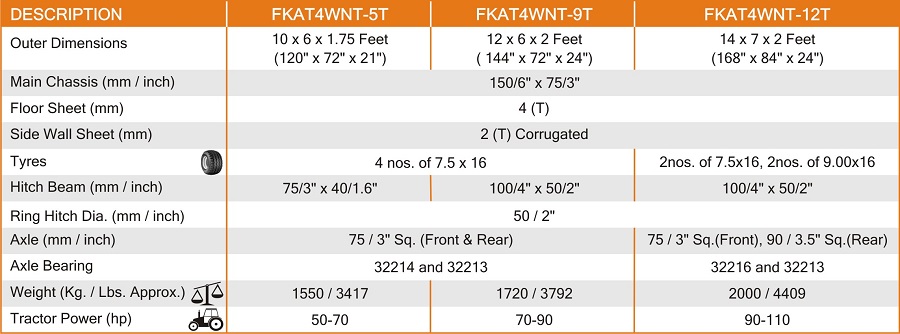 DESCRIPTION FKAT4WNT-5T FKAT4WNT-9T FKAT4WNT-12T
Outer Dimensions 10 x 6 x 1.75 Feet 12 x 6 x 2 Feet 14 x 7 x 2 Feet
(120" x 72" x 21") ( 144" x 72" x 24") (168" x 84" x 24")
Main Chassis (mm / inch) 150/6" x 75/3"
Floor Sheet (mm) 4 (T)
Side Wall Sheet (mm) 2 (T) Corrugated
Tyres 4 nos. of 7.5 x 16 2nos. of 7.5x16, 2nos. of 9.00x16
Hitch Beam (mm / inch) 75/3" x 40/1.6" 100/4" x 50/2" 100/4" x 50/2"
Ring Hitch Dia. (mm / inch) 50 / 2"
Axle (mm / inch) 75 / 3" Sq. (Front & Rear) 75 / 3" Sq.(Front), 90 / 3.5" Sq.(Rear)
Axle Bearing 32214 and 32213 32216 and 32213
Weight (Kg. / Lbs. Approx.) 1550 / 3417 1720 / 3792 2000 / 4409
Tractor Power (hp) 50-70 70-90 90-110